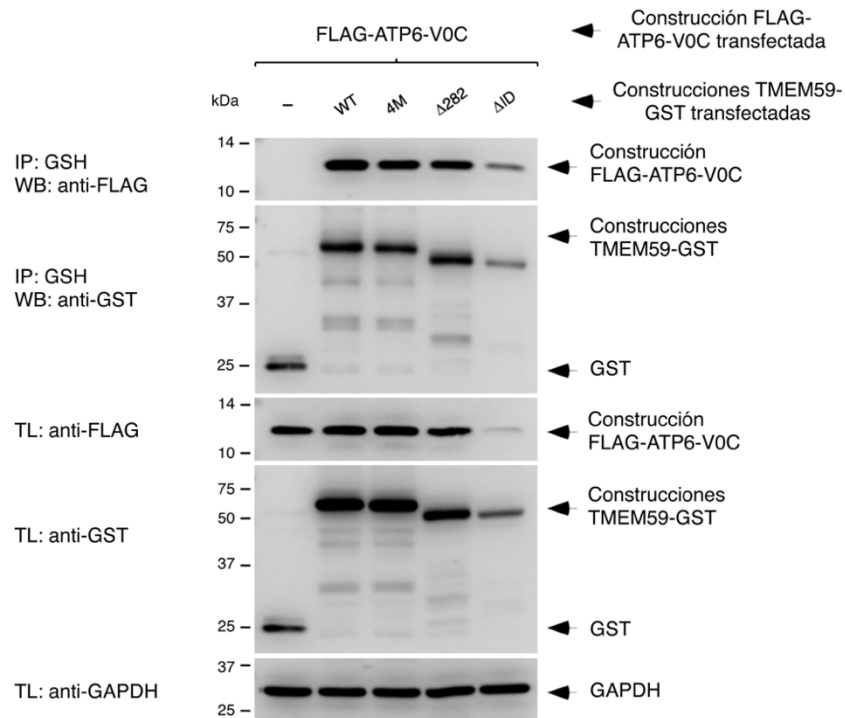 FLAG-ATP6-V0C
Construcción FLAG-
ATP6-V0C transfectada
kDa
–
WT
4M
Δ282
ΔID
Construcciones TMEM59-
GST transfectadas
14
10
IP: GSH
WB: anti-FLAG
Construcción
FLAG-ATP6-V0C
75
50
37
25
IP: GSH
WB: anti-GST
Construcciones
TMEM59-GST
GST
14
10
TL: anti-FLAG
Construcción
FLAG-ATP6-V0C
75
50
37
25
TL: anti-GST
Construcciones
TMEM59-GST
GST
37
25
TL: anti-GAPDH
GAPDH